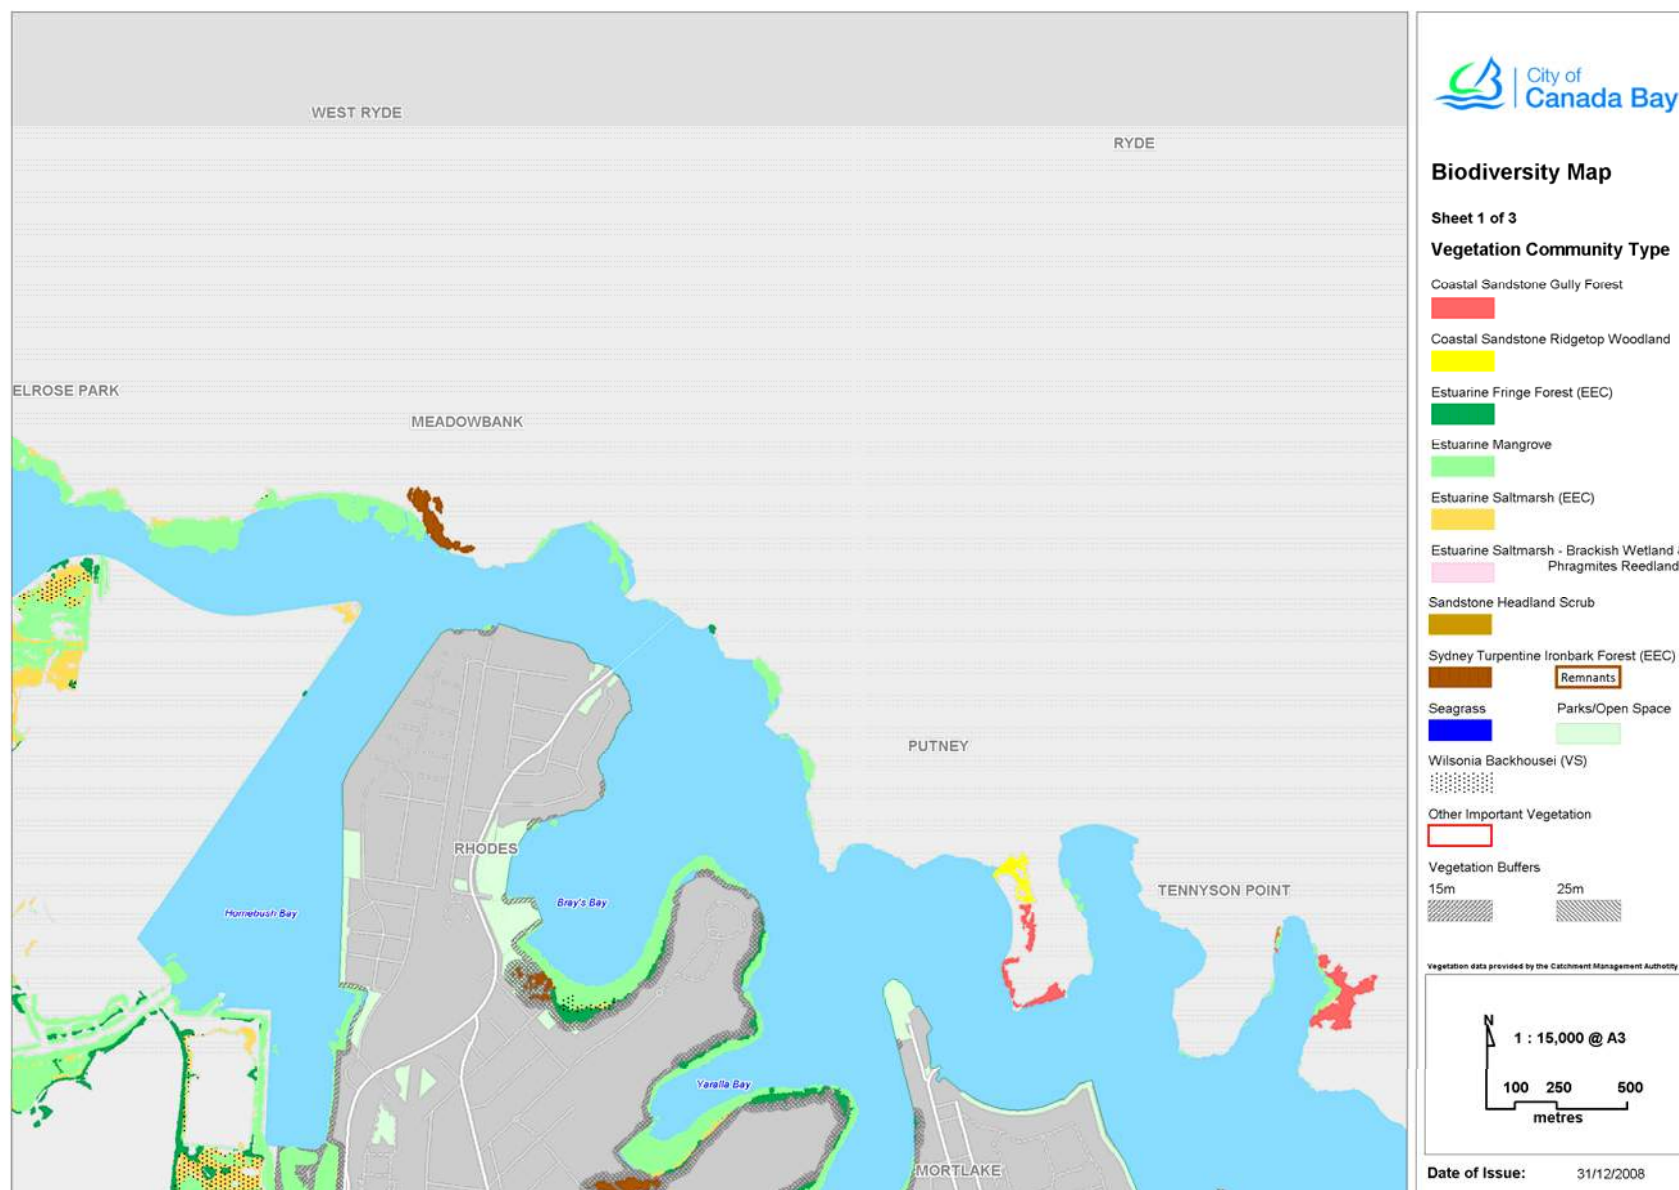 WEST RYDE
RYDE
ELROSE PARK
MEADOWBANK
PUTNEY
RHODES
TENNYSON POINT
Bray's Bay
Homebush Bay
Yaralla Bay
MORTLAKE
City of
Canada Bay
Biodiversity Map
Sheet 1 of 3
Vegetation Community Type
Coastal Sandstone Gully Forest
Coastal Sandstone Ridgetop Woodland
Estuarine Fringe Forest (EEC)
Estuarine Mangrove
Estuarine Saltmarsh (EEC)
Estuarine Saltmarsh - Brackish Wetland &
Phragmites Reedland
Sandstone Headland Scrub
Sydney Turpentine Ironbark Forest (EEC)
Remnants
Seagrass Parks/Open Space
Wilsonia Backhousei (VS)
Other Important Vegetation
Vegetation Buffers
15m 25m
Vegetation data provided by the Catchment Management Authotity
N
1 : 15,000 @ A3
100 250 500
metres
Date of Issue: 31/12/2008